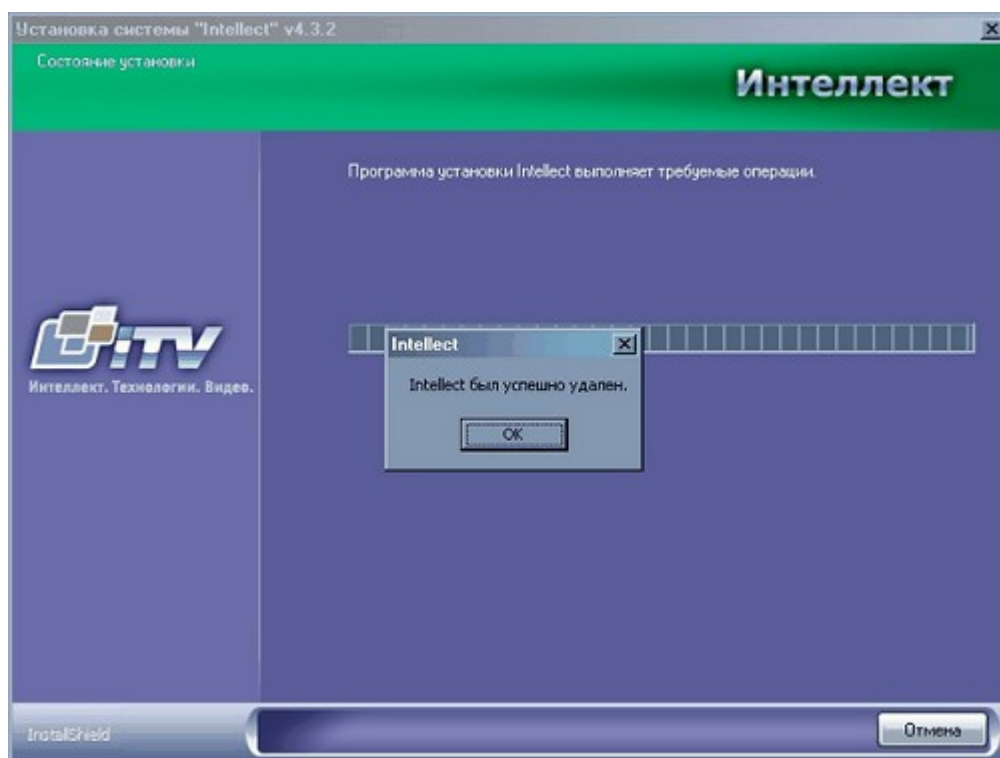 Установка системы "Intellect" v4.3.2
Состояние установки
Интеллект
Программа установки Intellect выполняет требуемые операции.
iTV
Интеллект. Технологии. Видео.
Intellect
Intellect был успешно удален.
OK
InstallShield
Отмена